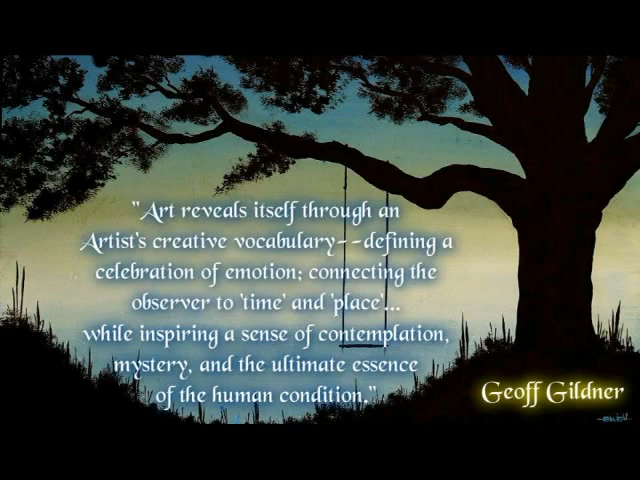 "Art reveals itself through an
Artist's creative vocabulary--defining a
celebration of emotion; connecting the
observer to 'time' and 'place'...
while inspiring a sense of contemplation,
mystery, and the ultimate essence
of the human condition."
Geoff Gildner